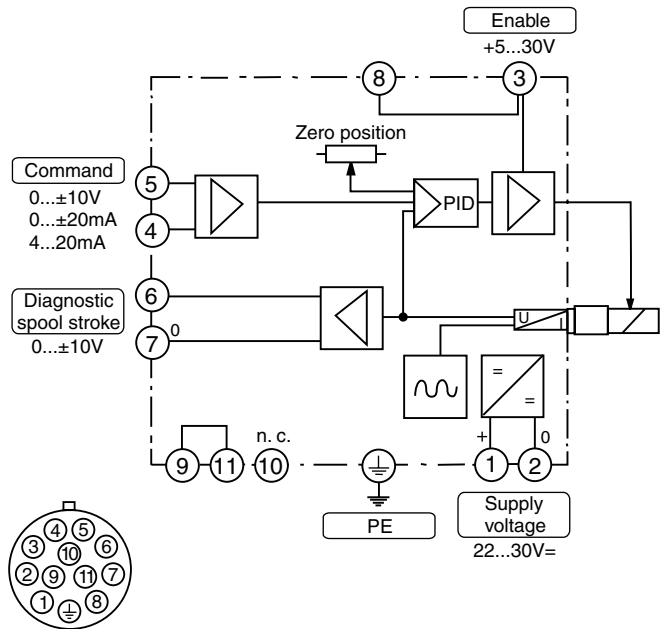 Enable
+5...30V
8
3
Zero position
Command
0...±10V
0...±20mA
4...20mA
5
4
PID
Diagnostic
spool stroke
0...±10V
6
7
0
U
L
=
=
+
0
n. c.
9
11
10
1
2
PE
Supply
voltage
22...30V=
4
5
3
6
10
2
9
11
7
1
8